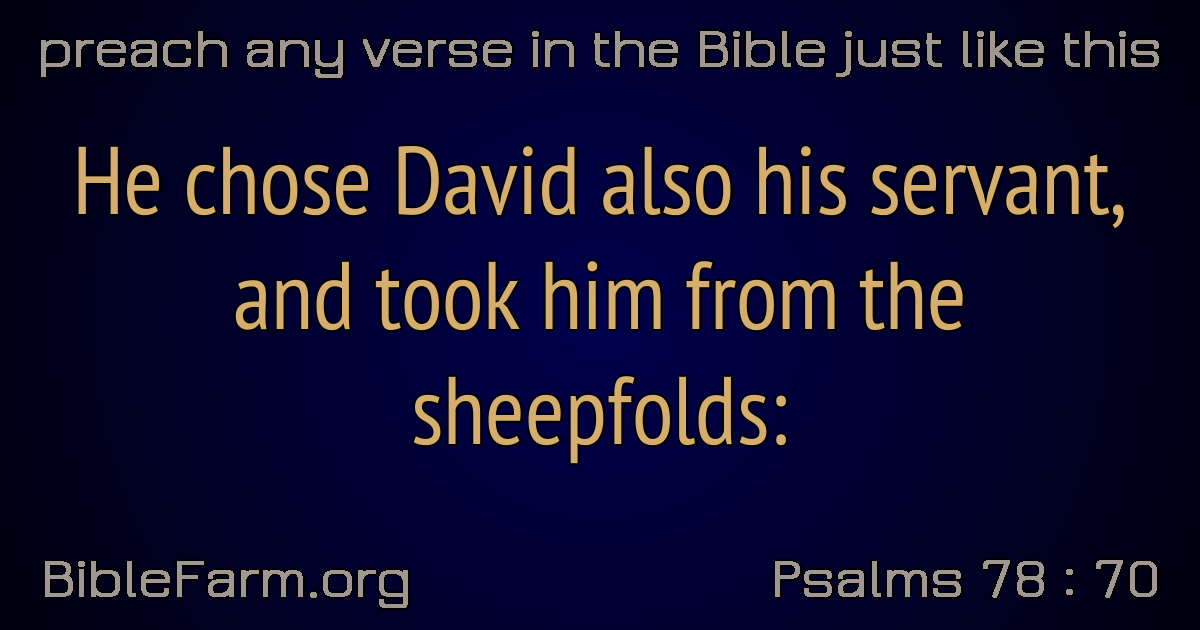 preach any verse in the Bible just like this
He chose David also his servant,
and took him from the
sheepfolds:
BibleFarm.org
Psalms 78 : 70